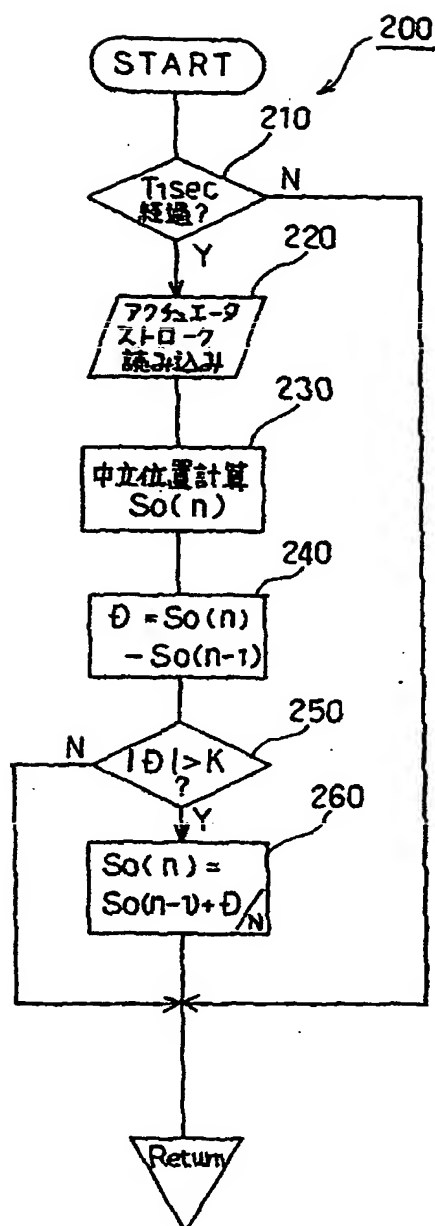 200
START
210
T1sec
経過?
N
Y
220
アクチュエータ
ストローク
読み込み
230
中立位置計算
So(n)
240
Đ = So(n)
- So(n-1)
250
N
|Đ|>K
?
Y
260
So(n) =
So(n-1)+Đ/N
Return